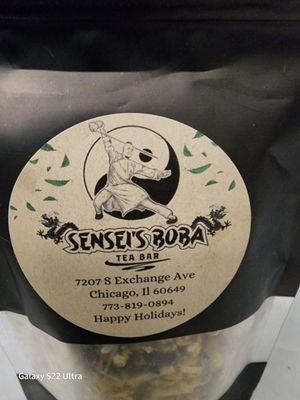 SENSEI'S BOBA
TEA BAR
7207 S Exchange Ave
Chicago, Il 60649
773-819-0894
Happy Holidays!
Galaxy S22 Ultra